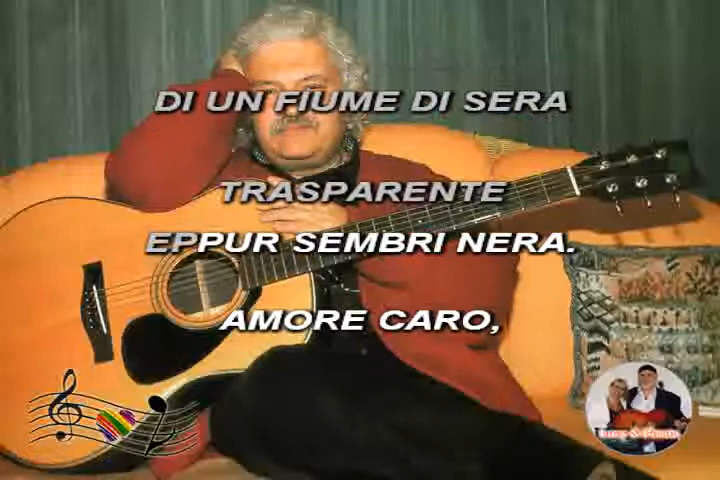 DI UN FIUME DI SERA
TRASPARENTE
EPPUR SEMBRI NERA.
AMORE CARO,